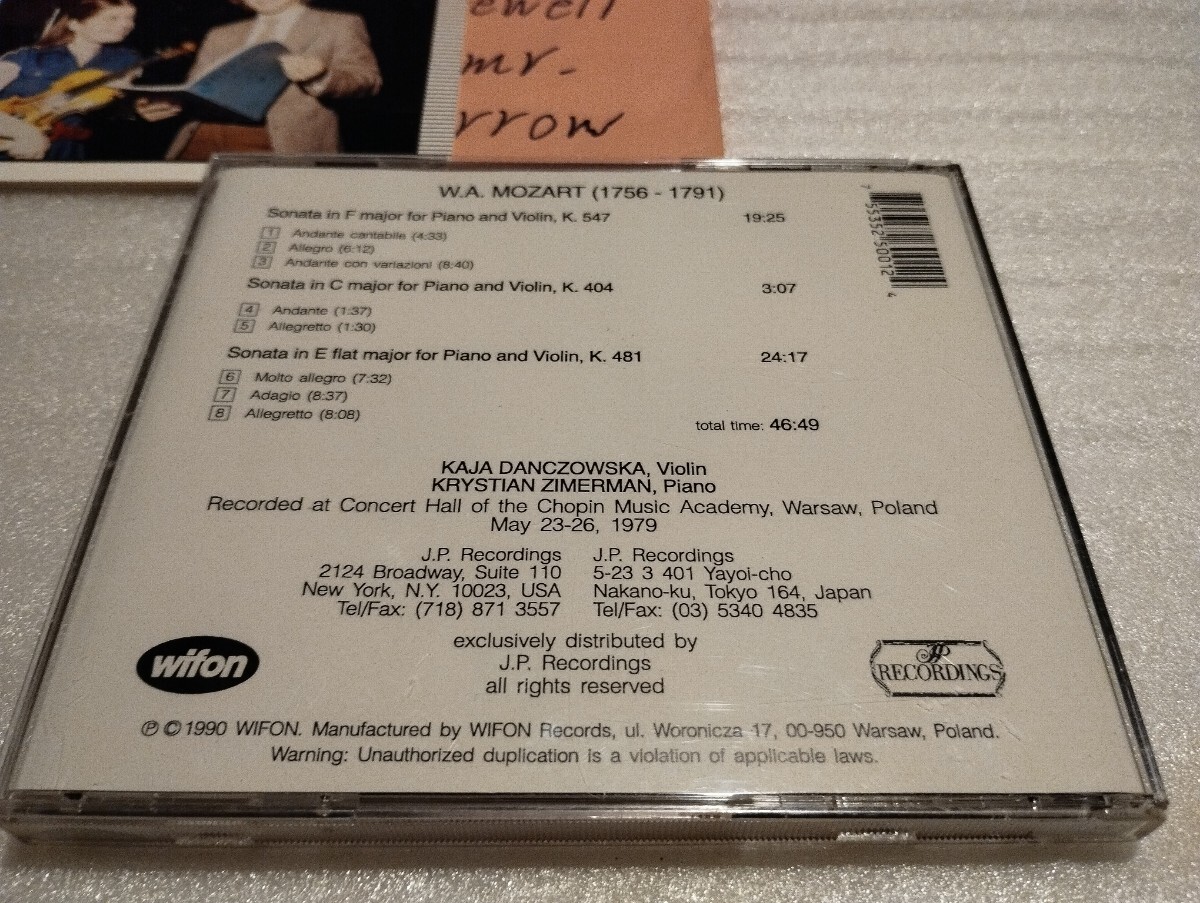 ewell
mr.
rrow
W.A. MOZART (1756 - 1791)
Sonata in F major for Piano and Violin, K. 547 19:25
1 Andante cantabile (4:33)
2 Allegro (6:12)
3 Andante con variazioni (8:40)
Sonata in C major for Piano and Violin, K. 404 3:07
4 Andante (1:37)
5 Allegretto (1:30)
Sonata in E flat major for Piano and Violin, K. 481 24:17
6 Molto allegro (7:32)
7 Adagio (8:37)
8 Allegretto (8:08)
total time: 46:49
7 55352 50012 4
KAJA DANCZOWSKA, Violin
KRYSTIAN ZIMERMAN, Piano
Recorded at Concert Hall of the Chopin Music Academy, Warsaw, Poland
May 23-26, 1979
J.P. Recordings
2124 Broadway, Suite 110
New York, N.Y. 10023, USA
Tel/Fax: (718) 871 3557
J.P. Recordings
5-23 3 401 Yayoi-cho
Nakano-ku, Tokyo 164, Japan
Tel/Fax: (03) 5340 4835
exclusively distributed by
J.P. Recordings
all rights reserved
wifon
JP
RECORDINGS
℗ © 1990 WIFON. Manufactured by WIFON Records, ul. Woronicza 17, 00-950 Warsaw, Poland.
Warning: Unauthorized duplication is a violation of applicable laws.